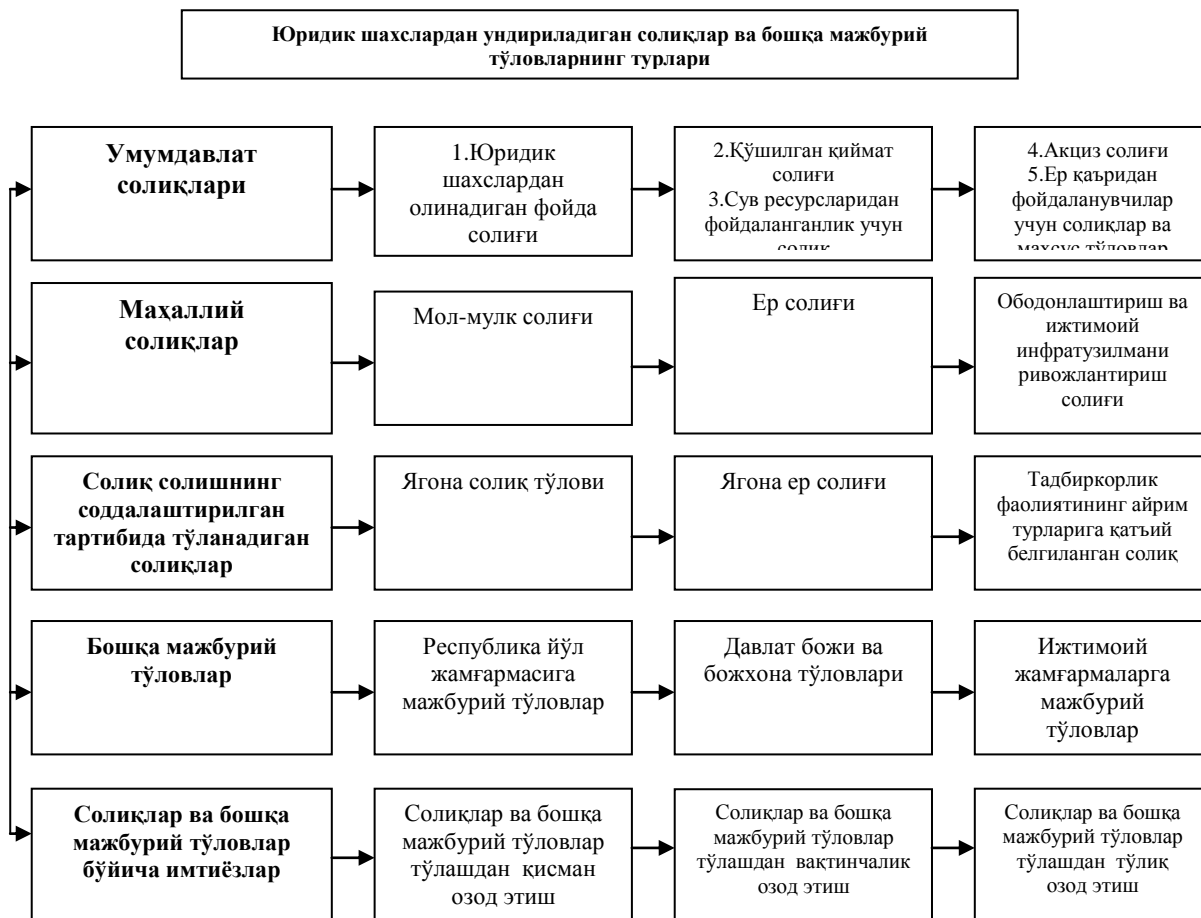 Юридик шахслардан ундириладиган солиқлар ва бошқа мажбурий
тўловларнинг турлари
Умумдавлат
солиқлари
1.Юридик
шахслардан
олинадиган фойда
солиғи
2.Қўшилган қиймат
солиғи
3.Сув ресурсларидан
фойдаланганлик учун
солиқ
4.Акциз солиғи
5.Ер қаъридан
фойдаланувчилар
учун солиқлар ва
махсус тўловлар
Маҳаллий
солиқлар
Мол-мулк солиғи
Ер солиғи
Ободонлаштириш ва
ижтимоий
инфратузилмани
ривожлантириш
солиғи
Солиқ солишнинг
соддалаштирилган
тартибида тўланадиган
солиқлар
Ягона солиқ тўлови
Ягона ер солиғи
Тадбиркорлик
фаолиятининг айрим
турларига қатъий
белгиланган солиқ
Бошқа мажбурий
тўловлар
Республика йўл
жамғармасига
мажбурий тўловлар
Давлат божи ва
божхона тўловлари
Ижтимоий
жамғармаларга
мажбурий
тўловлар
Солиқлар ва бошқа
мажбурий тўловлар
бўйича имтиёзлар
Солиқлар ва бошқа
мажбурий тўловлар
тўлашдан қисман
озод этиш
Солиқлар ва бошқа
мажбурий тўловлар
тўлашдан вақтинчалик
озод этиш
Солиқлар ва бошқа
мажбурий тўловлар
тўлашдан тўлиқ
озод этиш